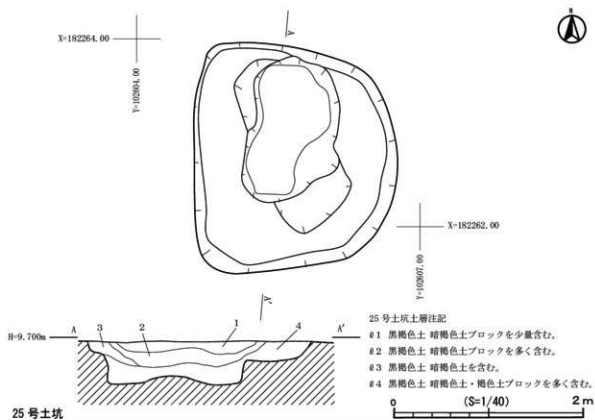 N
X=182264.00
Y=102604.00
A
X=182262.00
Y=102607.00
A'
H=9.700m
A
3
2
1
4
A'
25号土坑土層注記
#1 黒褐色土 暗褐色土ブロックを少量含む。
#2 黒褐色土 暗褐色土ブロックを多く含む。
#3 黒褐色土 暗褐色土を含む。
#4 黒褐色土 暗褐色土・褐色土ブロックを多く含む。
25号土坑
0 (S=1/40) 2m